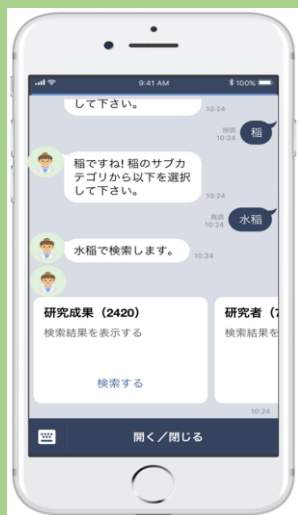 9:41 AM
100%
して下さい。
10:24
既読
10:24
稲
稲ですね! 稲のサブカ
テゴリから以下を選択
して下さい。
10:24
既読
10:24
水稲
水稲で検索します。
10:24
研究成果（2420）
検索結果を表示する
検索する
研究者（7
検索結果を
10:24
開く／閉じる